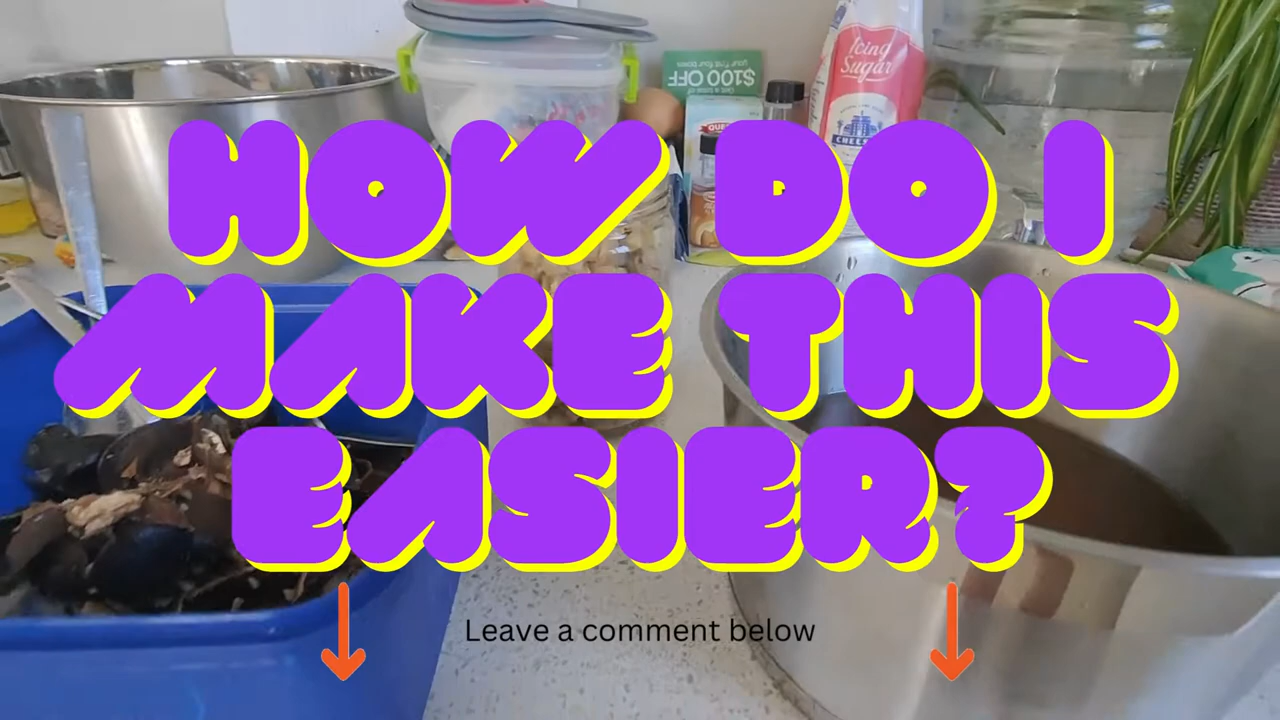 $100 OFF
Icing
Sugar
HOW DO I
MAKE THIS
EASIER?
Leave a comment below